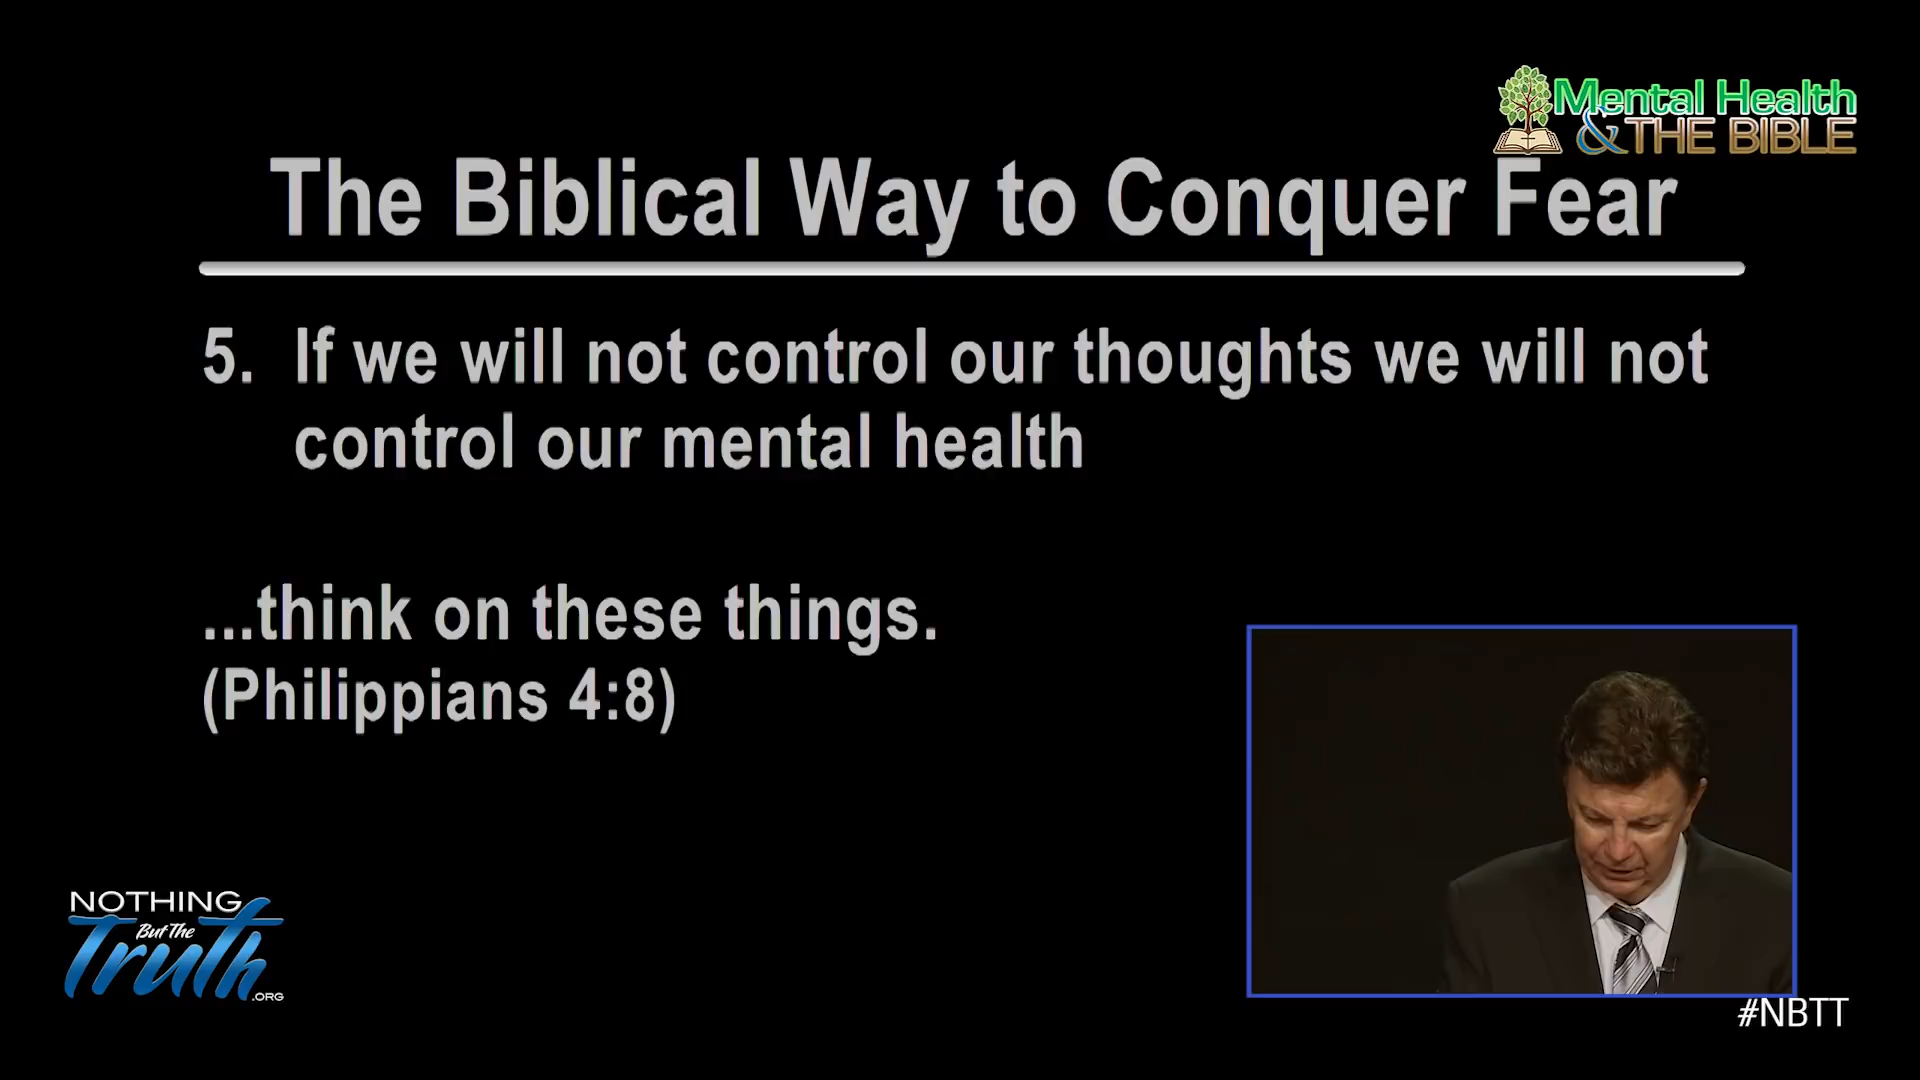 Mental Health
& THE BIBLE
The Biblical Way to Conquer Fear
5. If we will not control our thoughts we will not
control our mental health
...think on these things.
(Philippians 4:8)
NOTHING
But The
Truth
.ORG
#NBTT